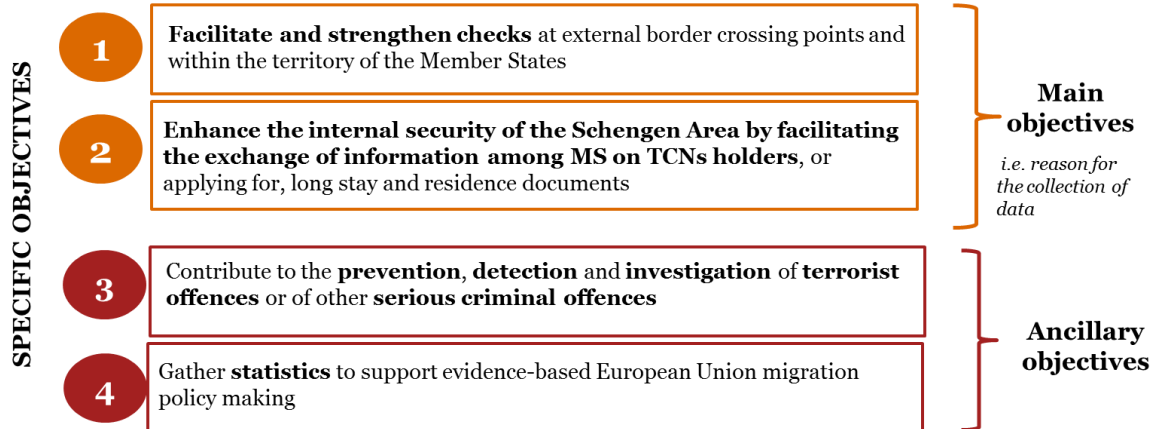 SPECIFIC OBJECTIVES
1
Facilitate and strengthen checks at external border crossing points and
within the territory of the Member States
2
Enhance the internal security of the Schengen Area by facilitating
the exchange of information among MS on TCNs holders, or
applying for, long stay and residence documents
Main
objectives
i.e. reason for
the collection of
data
3
Contribute to the prevention, detection and investigation of terrorist
offences or of other serious criminal offences
4
Gather statistics to support evidence-based European Union migration
policy making
Ancillary
objectives